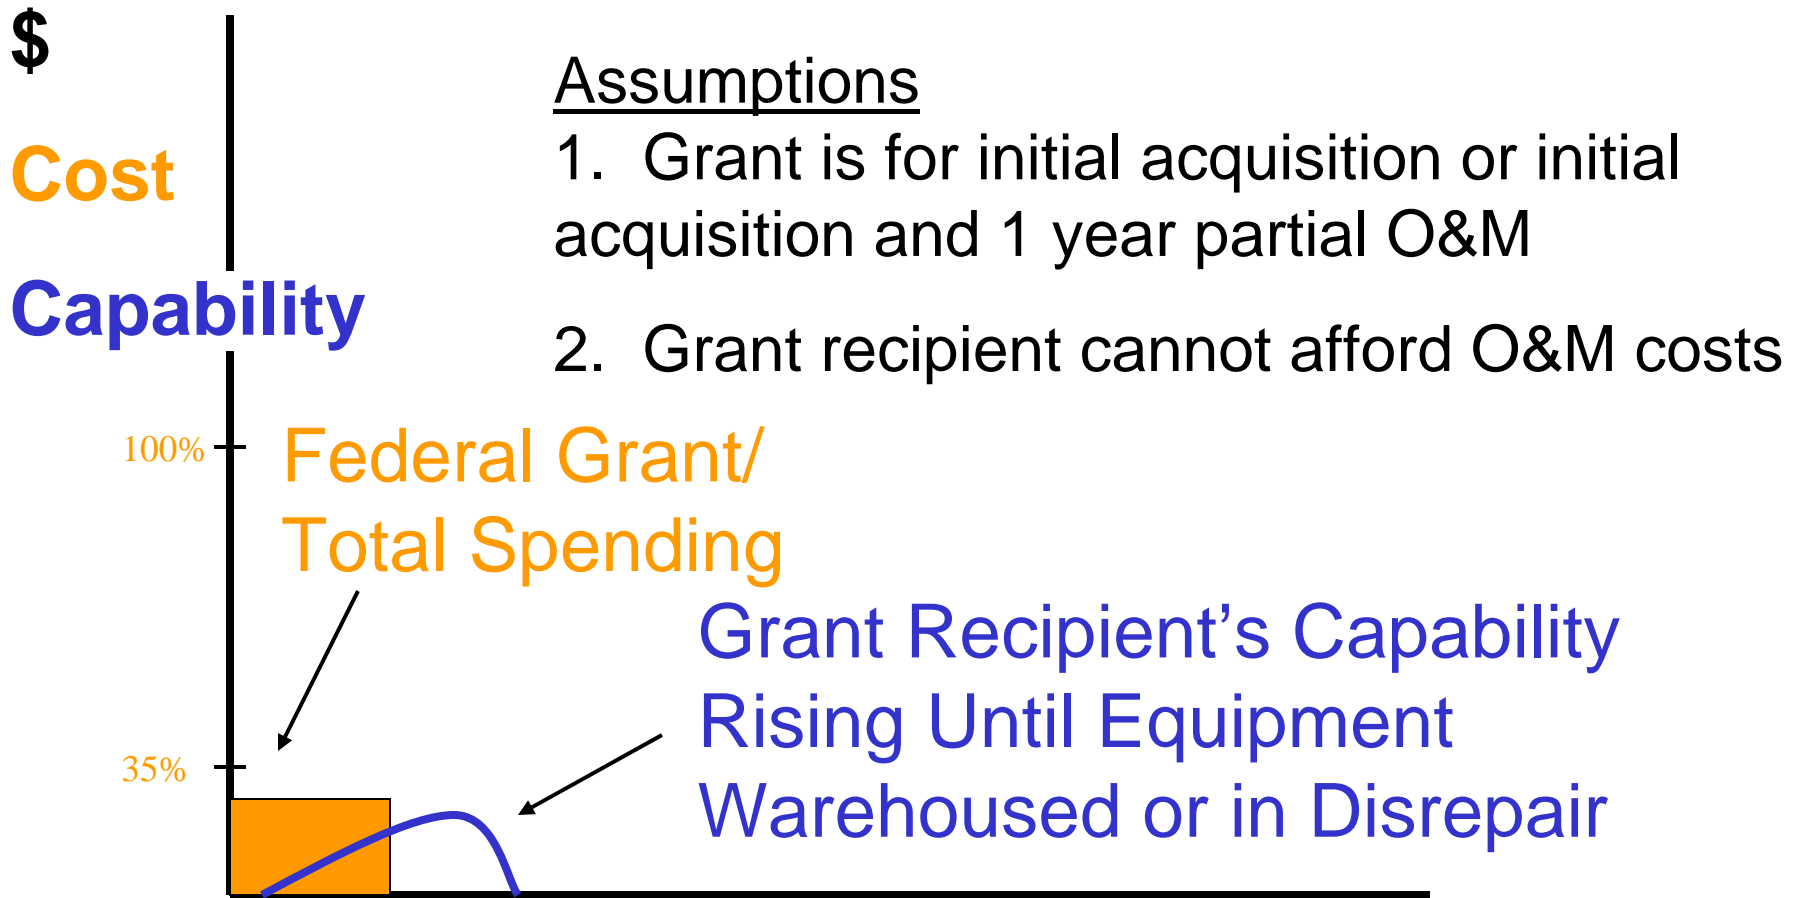 $
Cost
Capability
Assumptions
1. Grant is for initial acquisition or initial
acquisition and 1 year partial O&M
2. Grant recipient cannot afford O&M costs
100%
Federal Grant/
Total Spending
Grant Recipient’s Capability
Rising Until Equipment
Warehoused or in Disrepair
35%